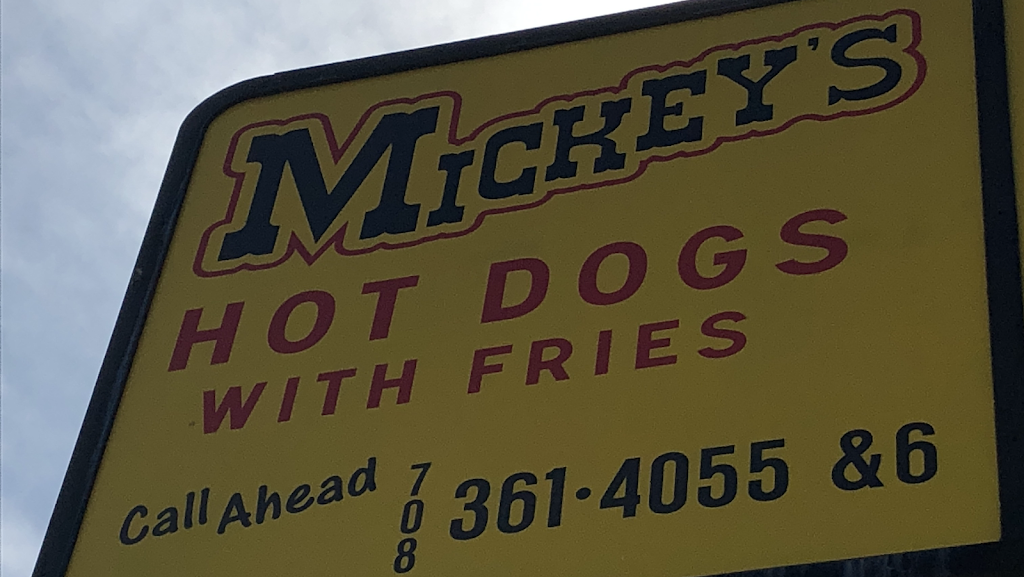 MICKEY'S
HOT DOGS
WITH FRIES
Call Ahead 708 361·4055 &6